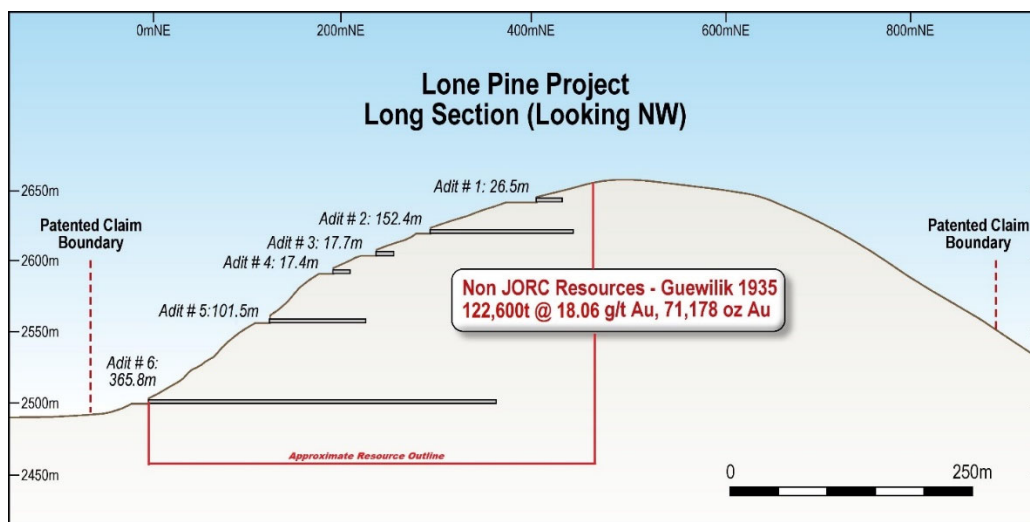 0mNE 200mNE 400mNE 600mNE 800mNE
Lone Pine Project
Long Section (Looking NW)
2650m
Adit # 1: 26.5m
Adit # 2: 152.4m
Patented Claim
Boundary
Patented Claim
Boundary
Adit # 3: 17.7m
2600m
Adit # 4: 17.4m
Non JORC Resources - Guewilik 1935
122,600t @ 18.06 g/t Au, 71,178 oz Au
Adit # 5:101.5m
2550m
Adit # 6:
365.8m
2500m
Approximate Resource Outline
2450m
0 250m